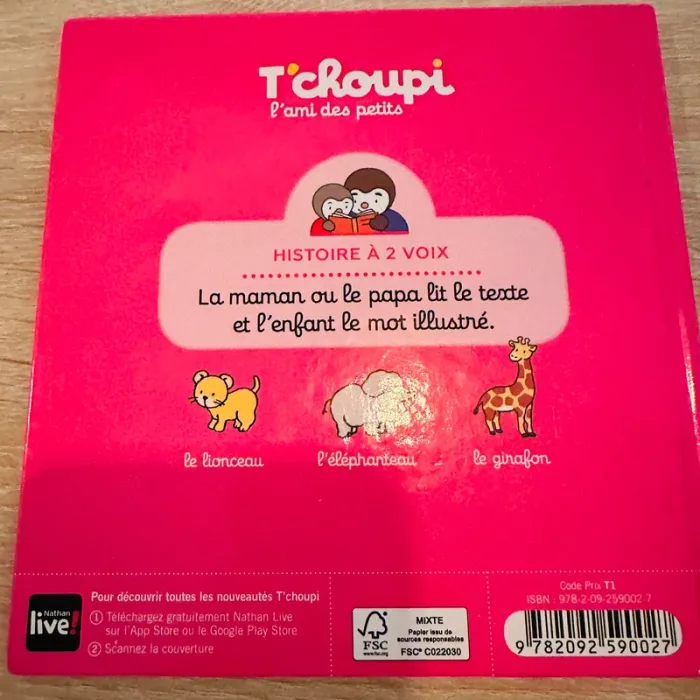 T'choupi
l'ami des petits
HISTOIRE À 2 VOIX
La maman ou le papa lit le texte
et l'enfant le mot illustré.
le lionceau l'éléphanteau le girafon
Nathan
live!
Pour découvrir toutes les nouveautés T'choupi
1 Téléchargez gratuitement Nathan Live
sur l'App Store ou le Google Play Store
2 Scannez la couverture
FSC
www.fsc.org
MIXTE
Papier issu de
sources responsables
FSC® C022030
Code Prix T1
ISBN : 978-2-09-259002-7
9 782092 590027